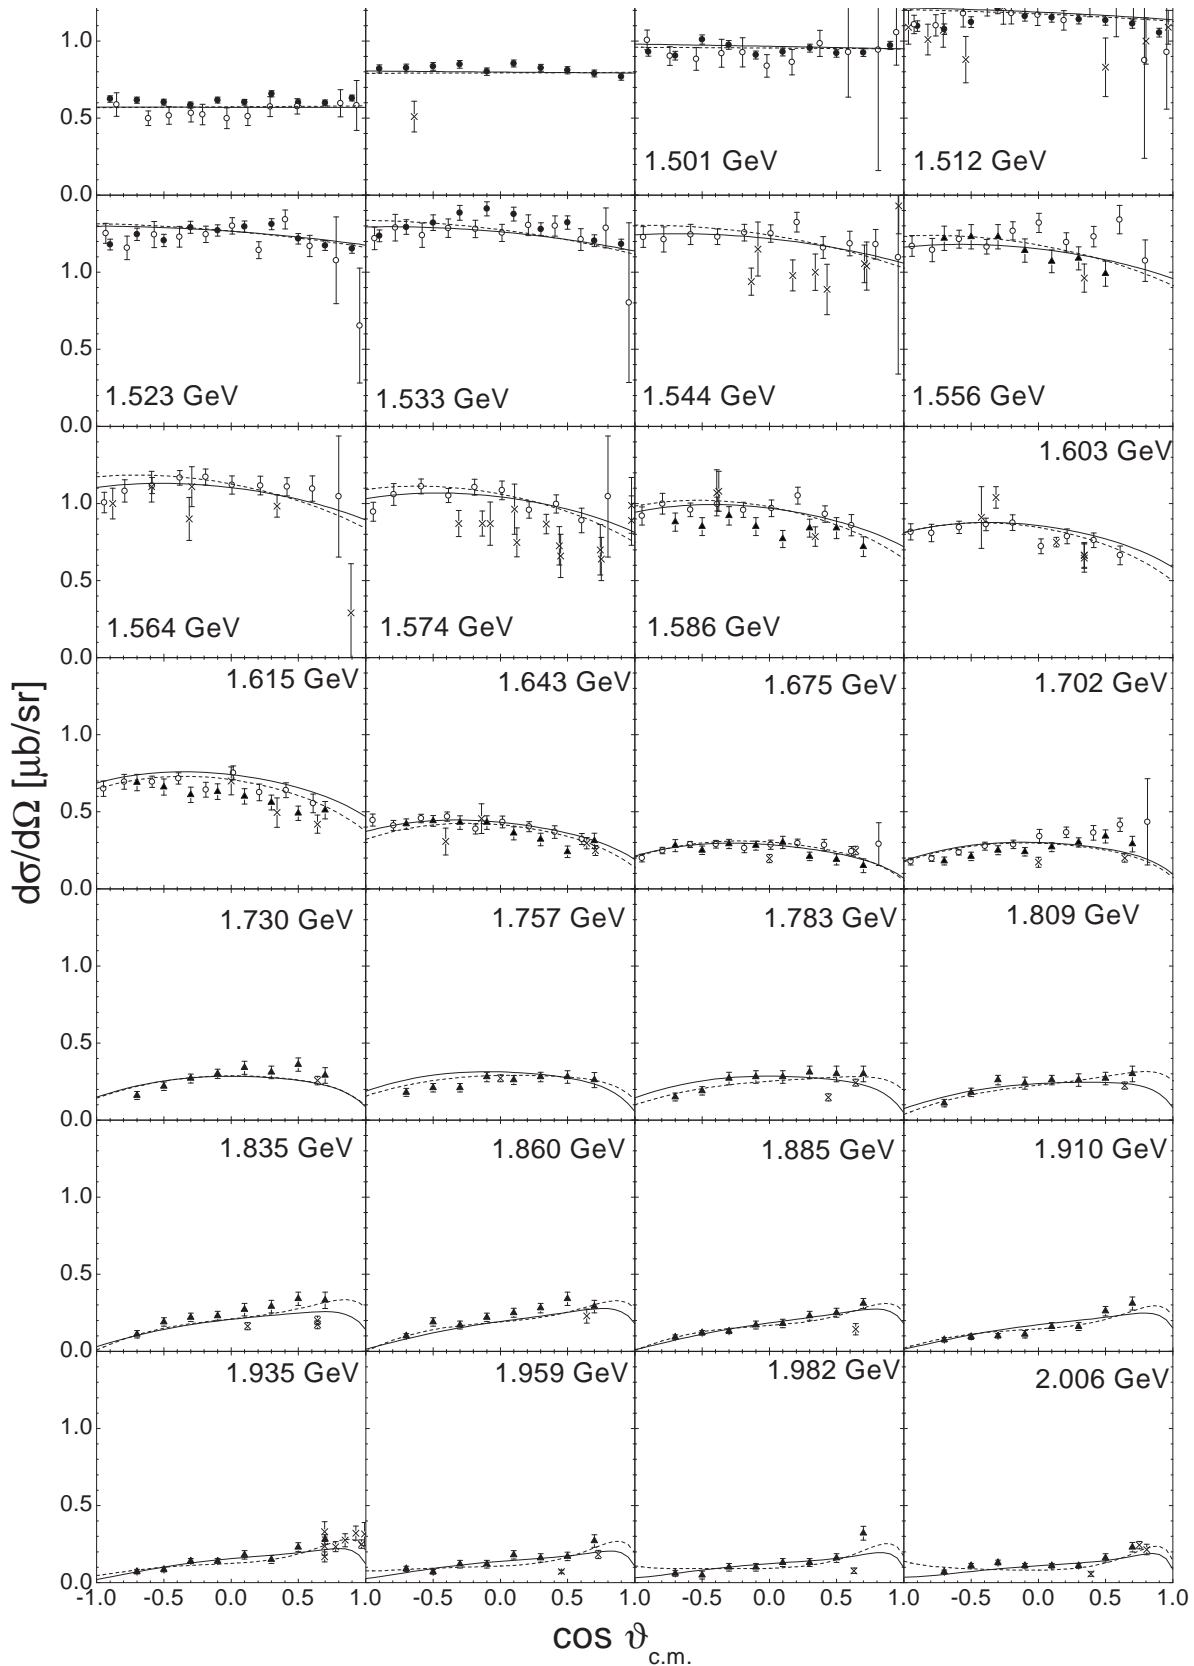 1.0
0.5
0.0
1.501 GeV
1.512 GeV
1.0
0.5
0.0
1.523 GeV
1.533 GeV
1.544 GeV
1.556 GeV
1.603 GeV
1.0
0.5
0.0
1.564 GeV
1.574 GeV
1.586 GeV
1.615 GeV
1.643 GeV
1.675 GeV
1.702 GeV
1.0
0.5
0.0
dσ/dΩ [μb/sr]
1.730 GeV
1.757 GeV
1.783 GeV
1.809 GeV
1.0
0.5
0.0
1.835 GeV
1.860 GeV
1.885 GeV
1.910 GeV
1.0
0.5
0.0
1.935 GeV
1.959 GeV
1.982 GeV
2.006 GeV
1.0
0.5
0.0
-1.0 -0.5 0.0 0.5 1.0 -0.5 0.0 0.5 1.0 -0.5 0.0 0.5 1.0 -0.5 0.0 0.5 1.0
cos ϑc.m.